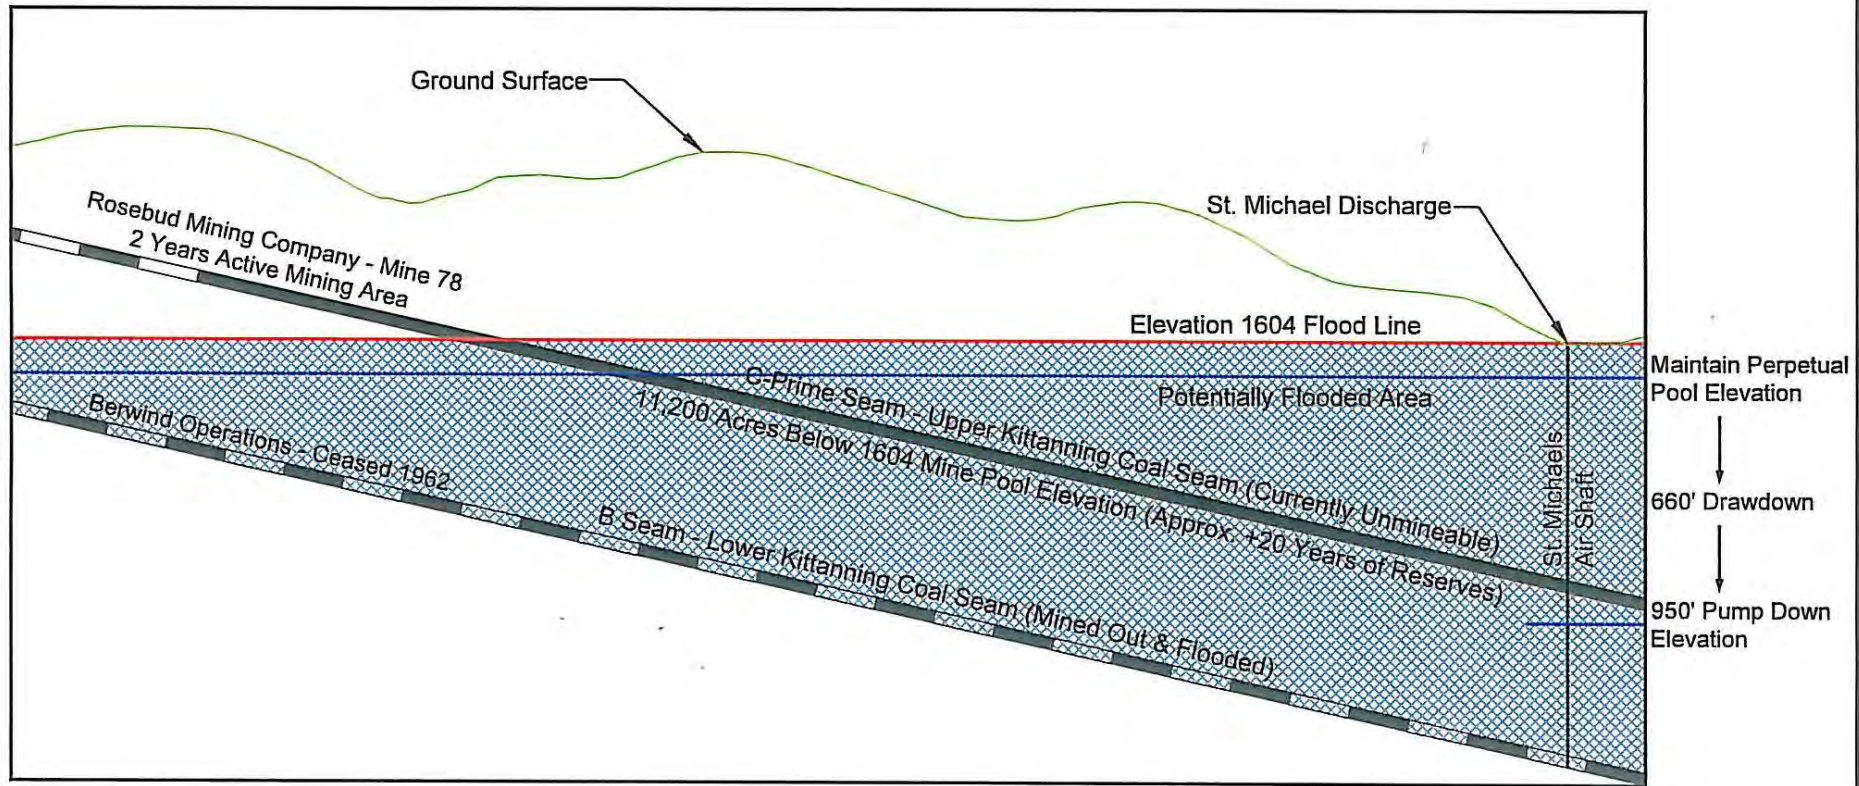 Ground Surface
St. Michael Discharge
Rosebud Mining Company - Mine 78
2 Years Active Mining Area
Elevation 1604 Flood Line
Maintain Perpetual
Pool Elevation
Potentially Flooded Area
C-Prime Seam - Upper Kittanning Coal Seam (Currently Unmineable)
11,200 Acres Below 1604 Mine Pool Elevation (Approx. +20 Years of Reserves)
Berwind Operations - Ceased 1962
B Seam - Lower Kittanning Coal Seam (Mined Out & Flooded)
St. Michaels
Air Shaft
660' Drawdown
950' Pump Down
Elevation